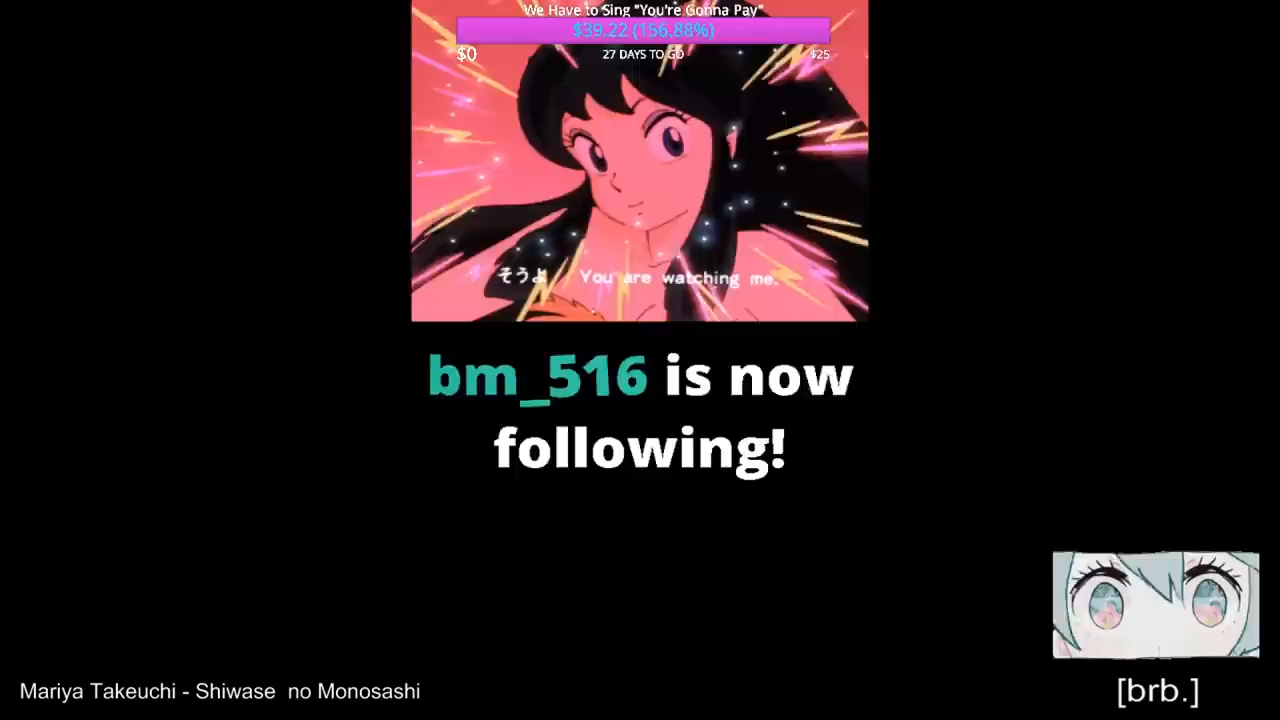 We Have to Sing "You're Gonna Pay"
$39.22 (156.88%)
$0 27 DAYS TO GO $25
そうよ You are watching me.
bm_516 is now
following!
Mariya Takeuchi - Shiwase no Monosashi
[brb.]